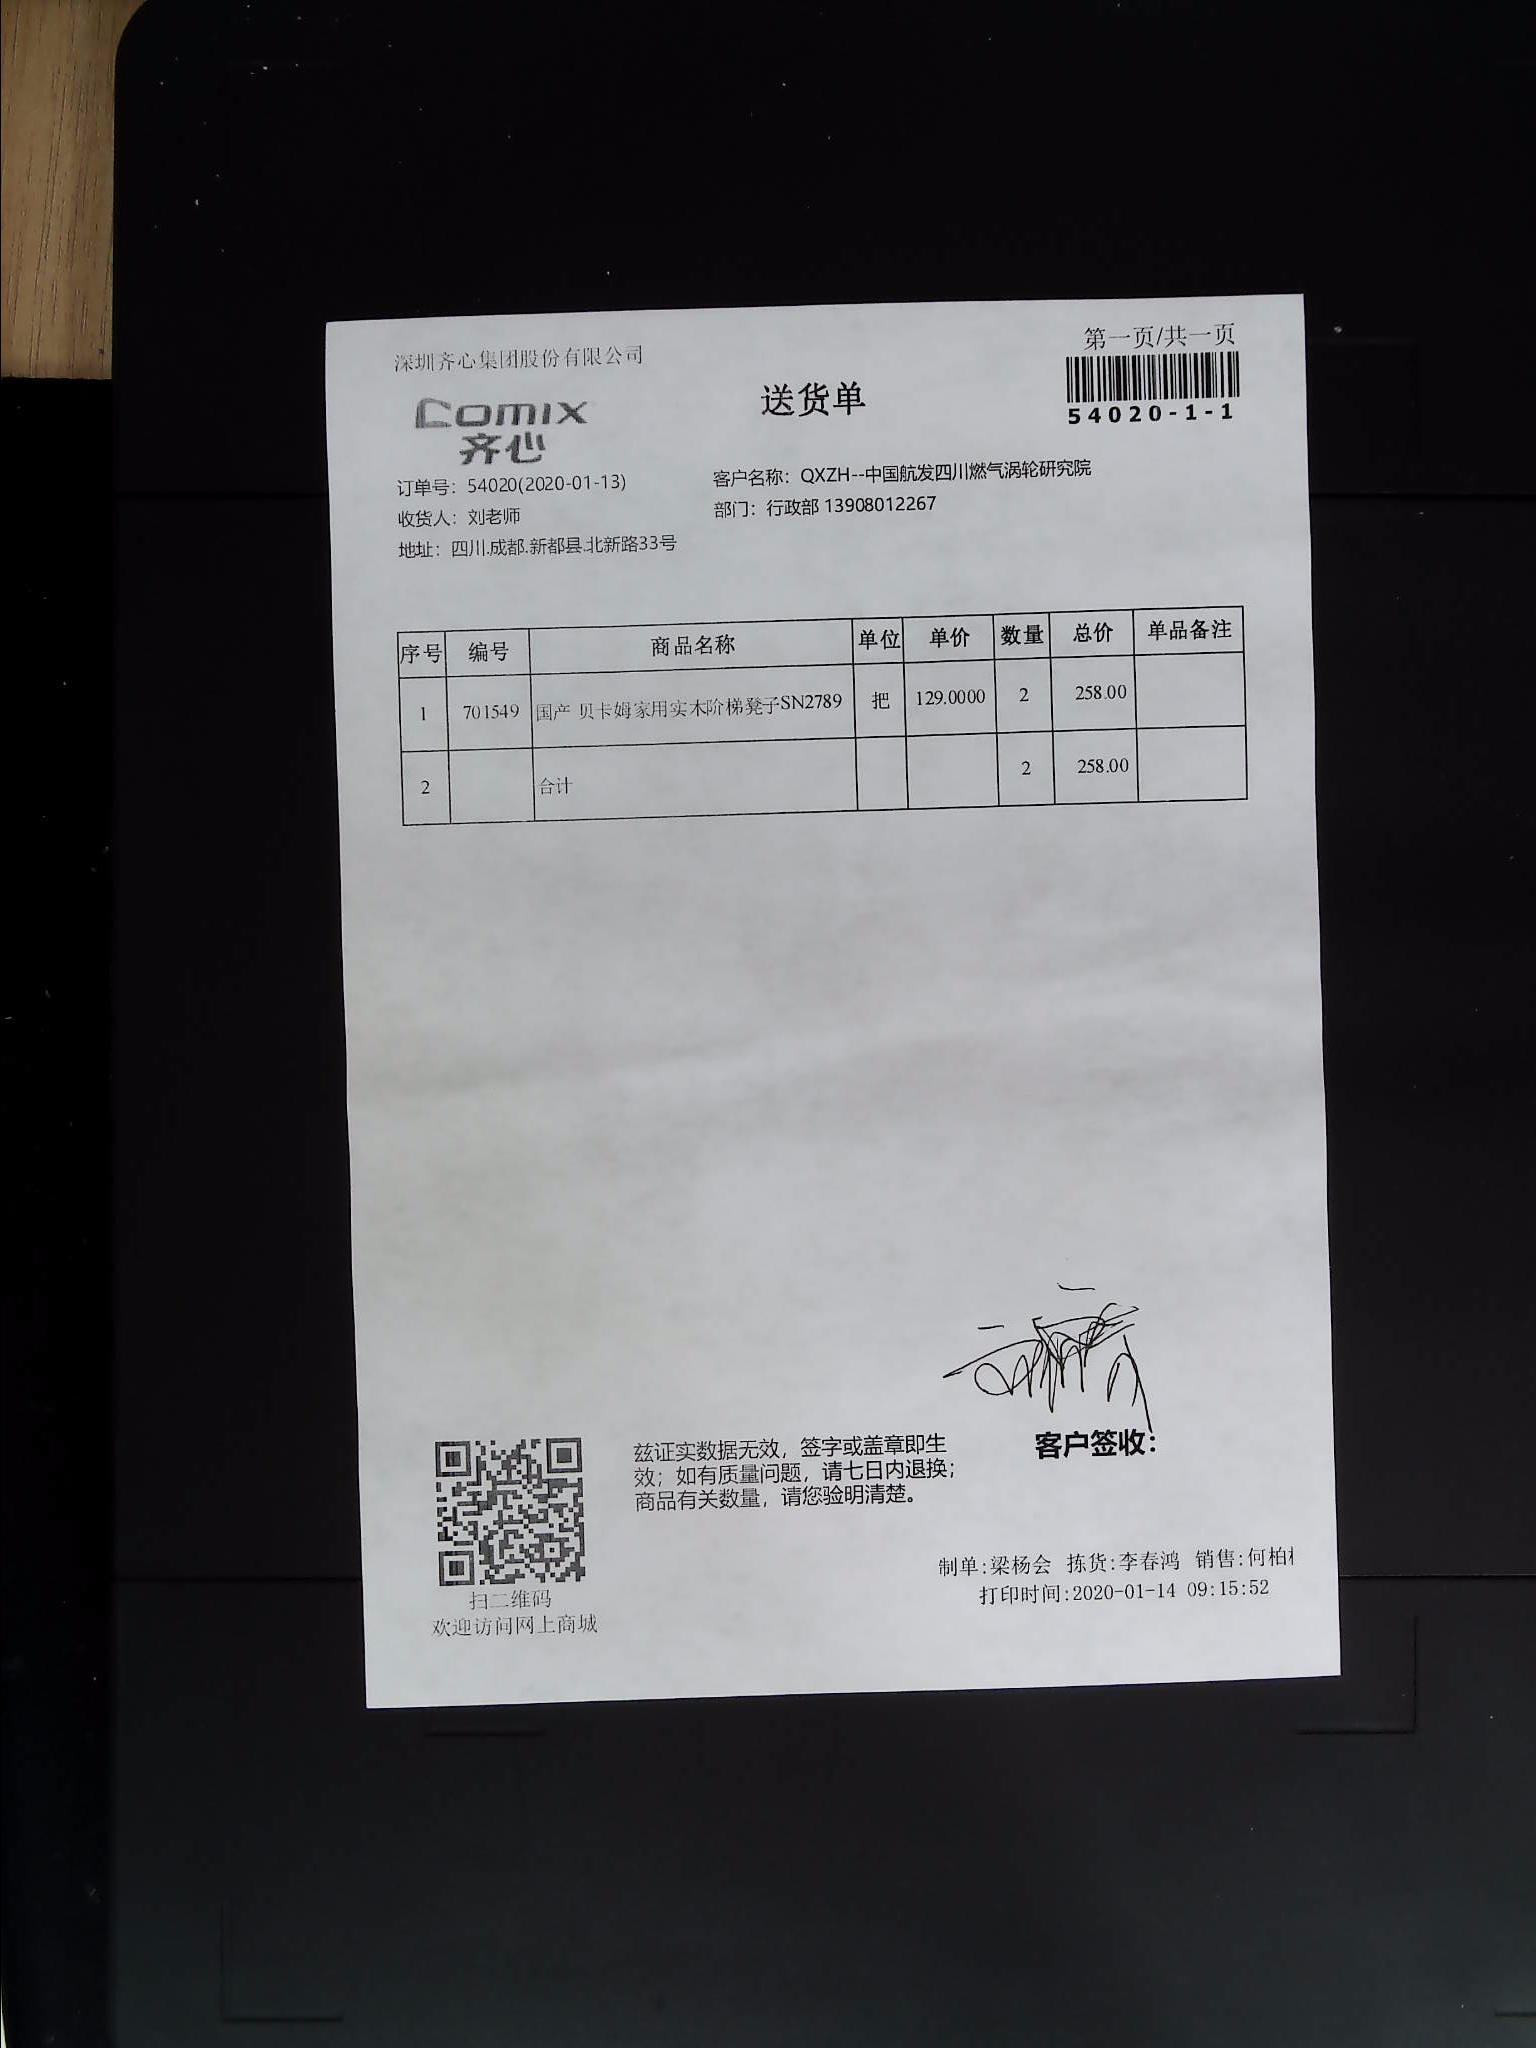 深圳齐心集团股份有限公司
第一页/共一页
comix
齐心
送货单
54020-1-1
订单号：54020(2020-01-13)
客户名称：QXZH--中国航发四川燃气涡轮研究院
收货人：刘老师
部门：行政部 13908012267
地址：四川.成都.新都县.北新路33号
序号 编号 商品名称 单位 单价 数量 总价 单品备注
1 701549 国产 贝卡姆家用实木阶梯凳子SN2789 把 129.0000 2 258.00
2 合计 2 258.00
客户签收：
兹证实数据无效，签字或盖章即生
效；如有质量问题，请七日内退换；
商品有关数量，请您验明清楚。
制单:梁杨会 拣货:李春鸿 销售:何柏
打印时间:2020-01-14 09:15:52
扫二维码
欢迎访问网上商城